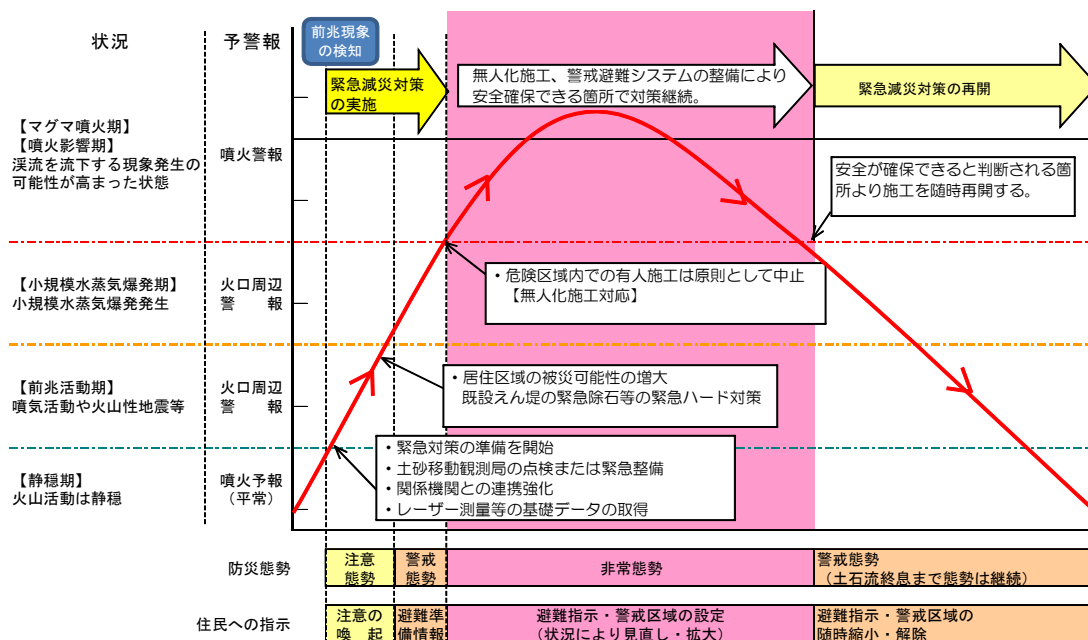 状況
予警報
前兆現象
の検知
緊急減災対策
の実施
無人化施工、警戒避難システムの整備により
安全確保できる箇所で対策継続。
緊急減災対策の再開
【マグマ噴火期】
【噴火影響期】
渓流を流下する現象発生の
可能性が高まった状態
噴火警報
安全が確保できると判断される箇
所より施工を随時再開する。
【小規模水蒸気爆発期】
小規模水蒸気爆発発生
火口周辺
警 報
・危険区域内での有人施工は原則として中止
【無人化施工対応】
【前兆活動期】
噴気活動や火山性地震等
火口周辺
警 報
・居住区域の被災可能性の増大
既設えん堤の緊急除石等の緊急ハード対策
【静穏期】
火山活動は静穏
噴火予報
（平常）
・緊急対策の準備を開始
・土砂移動観測局の点検または緊急整備
・関係機関との連携強化
・レーザー測量等の基礎データの取得
防災態勢
注意
態勢
警戒
態勢
非常態勢
警戒態勢
（土石流終息まで態勢は継続）
住民への指示
注意の
喚 起
避難準
備情報
避難指示・警戒区域の設定
（状況により見直し・拡大）
避難指示・警戒区域の
随時縮小・解除